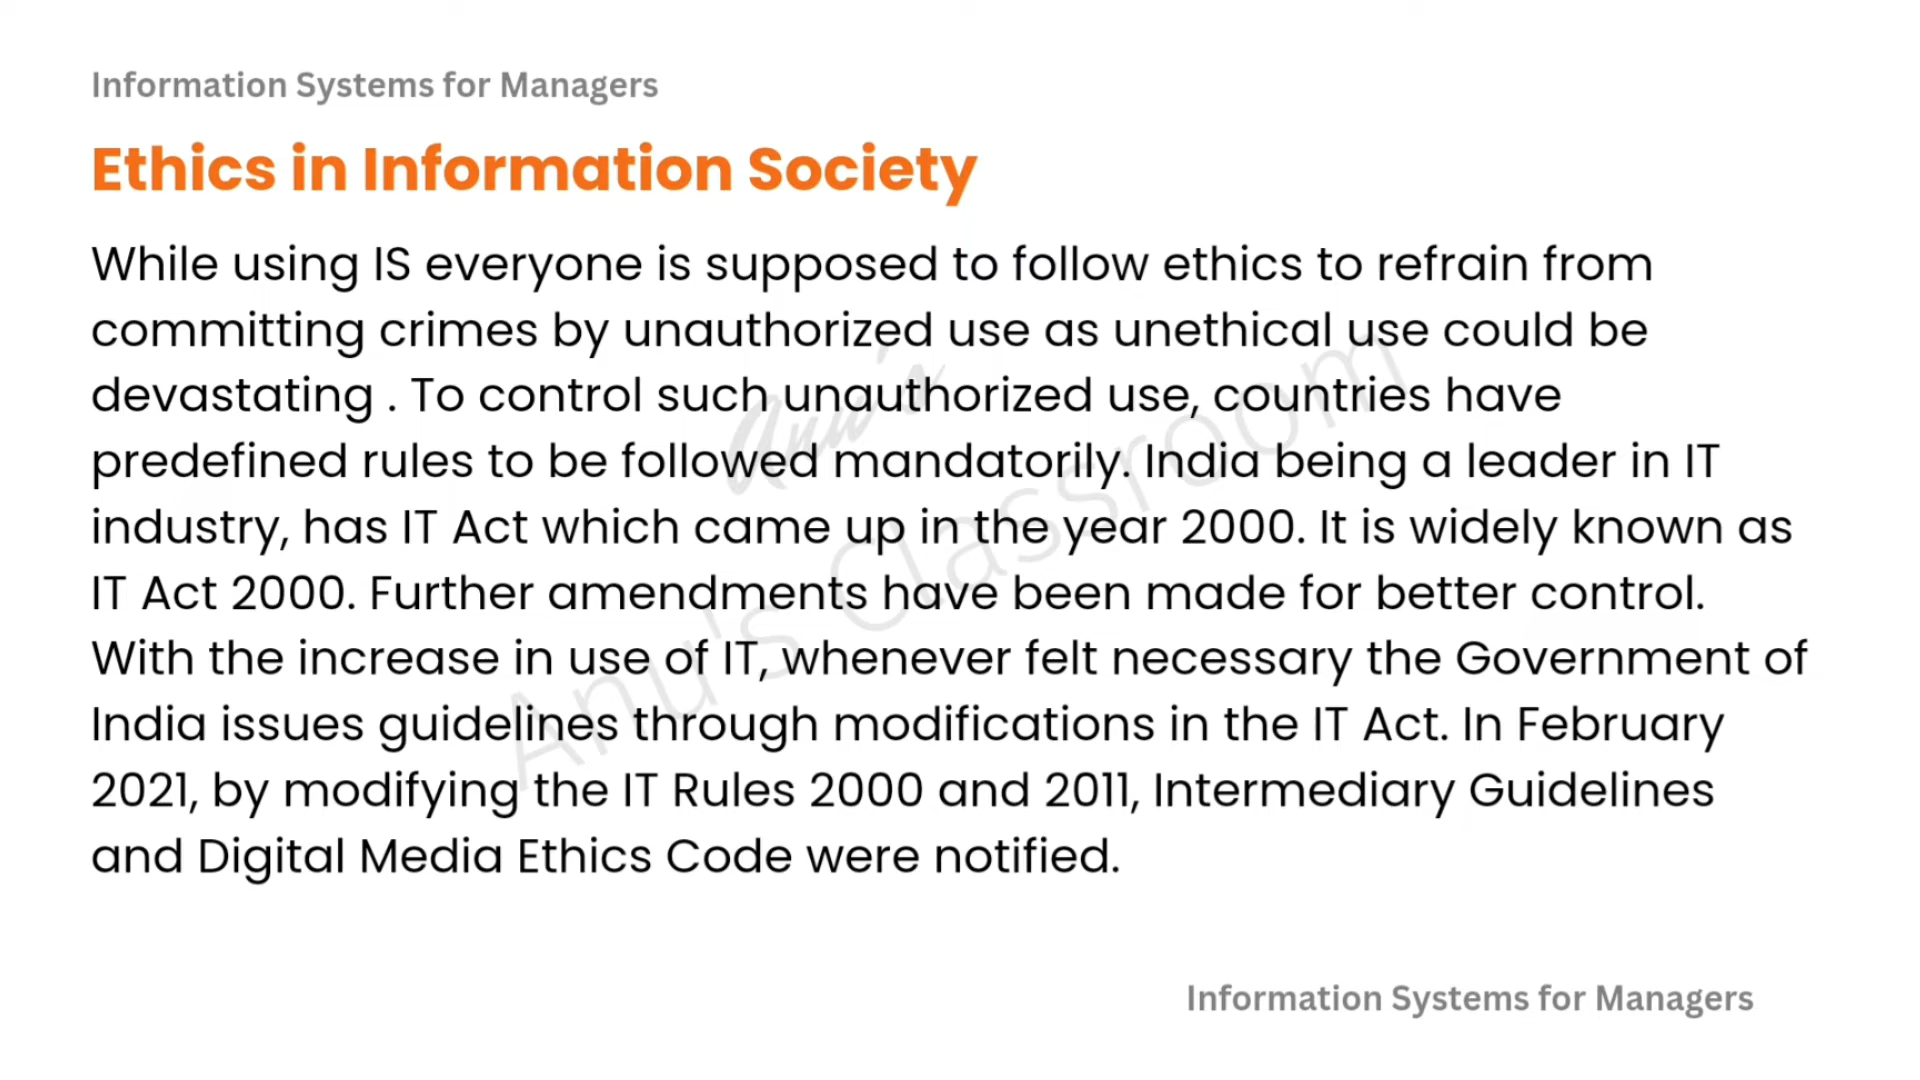 Information Systems for Managers
Ethics in Information Society
While using IS everyone is supposed to follow ethics to refrain from
committing crimes by unauthorized use as unethical use could be
devastating . To control such unauthorized use, countries have
predefined rules to be followed mandatorily. India being a leader in IT
industry, has IT Act which came up in the year 2000. It is widely known as
IT Act 2000. Further amendments have been made for better control.
With the increase in use of IT, whenever felt necessary the Government of
India issues guidelines through modifications in the IT Act. In February
2021, by modifying the IT Rules 2000 and 2011, Intermediary Guidelines
and Digital Media Ethics Code were notified.
Anu's
Anu's Classroom
Information Systems for Managers